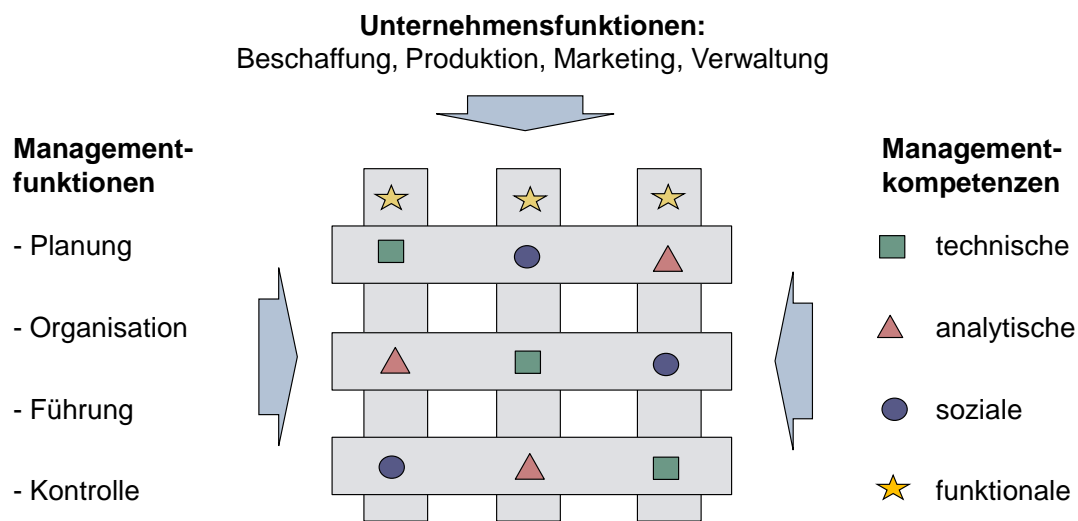 Unternehmensfunktionen:
Beschaffung, Produktion, Marketing, Verwaltung
Management-
funktionen
- Planung
- Organisation
- Führung
- Kontrolle
Management-
kompetenzen
technische
analytische
soziale
funktionale